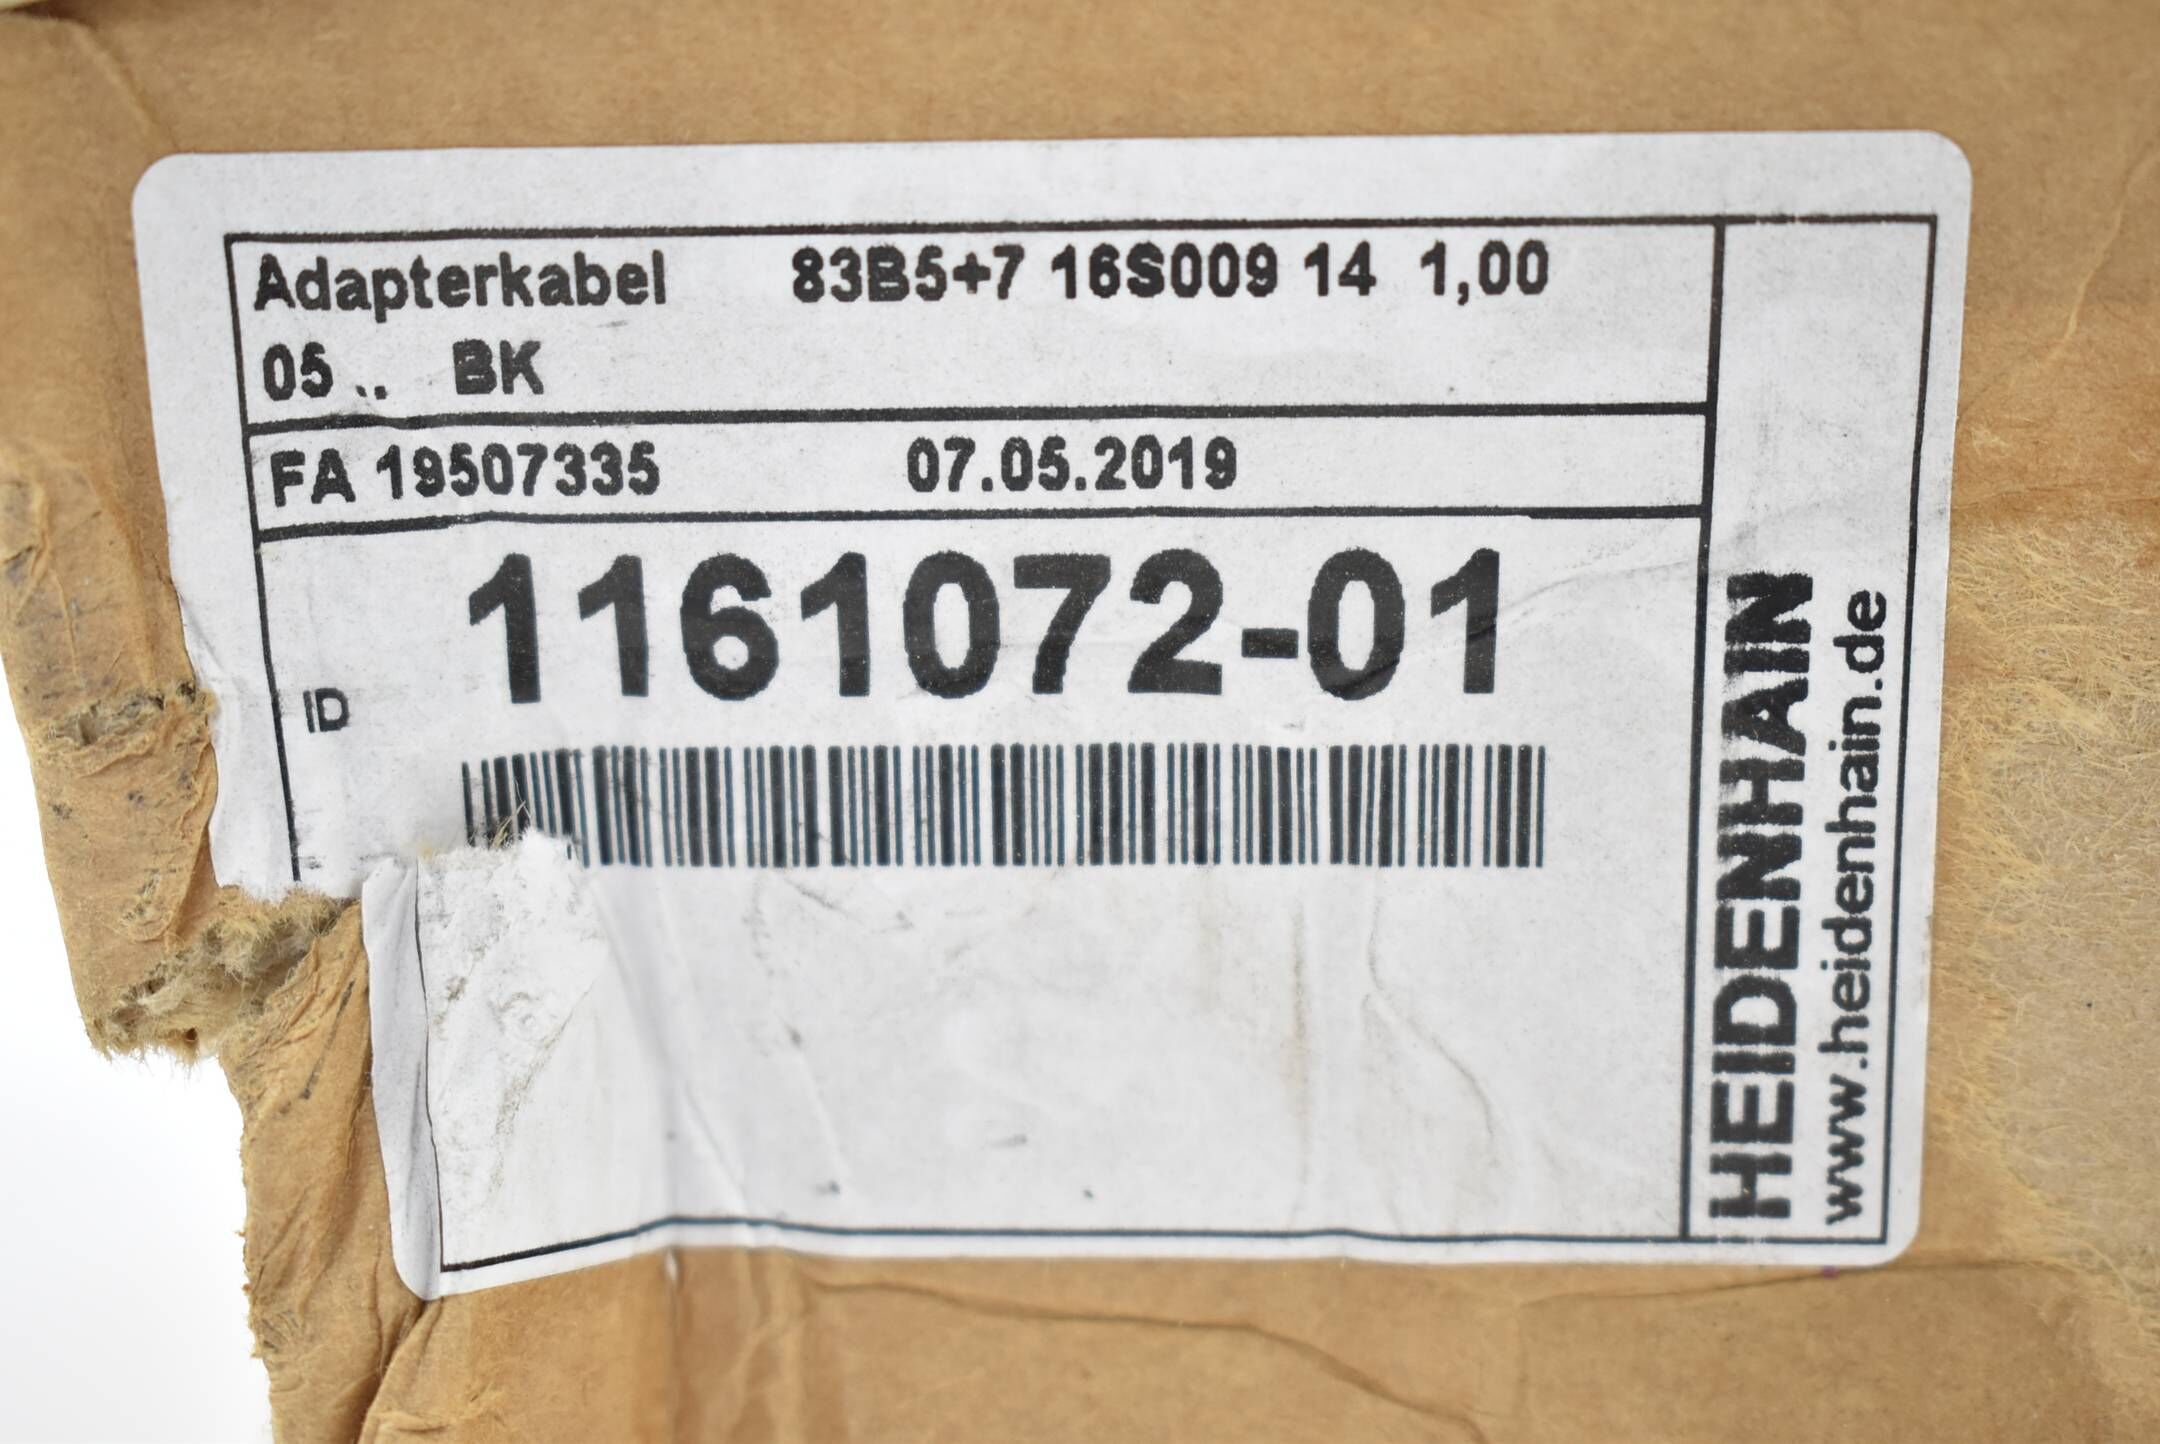 Adapterkabel 83B5+7 16S009 14 1,00
05 .. BK
FA 19507335 07.05.2019
ID 1161072-01
HEIDENHAIN
www.heidenhain.de